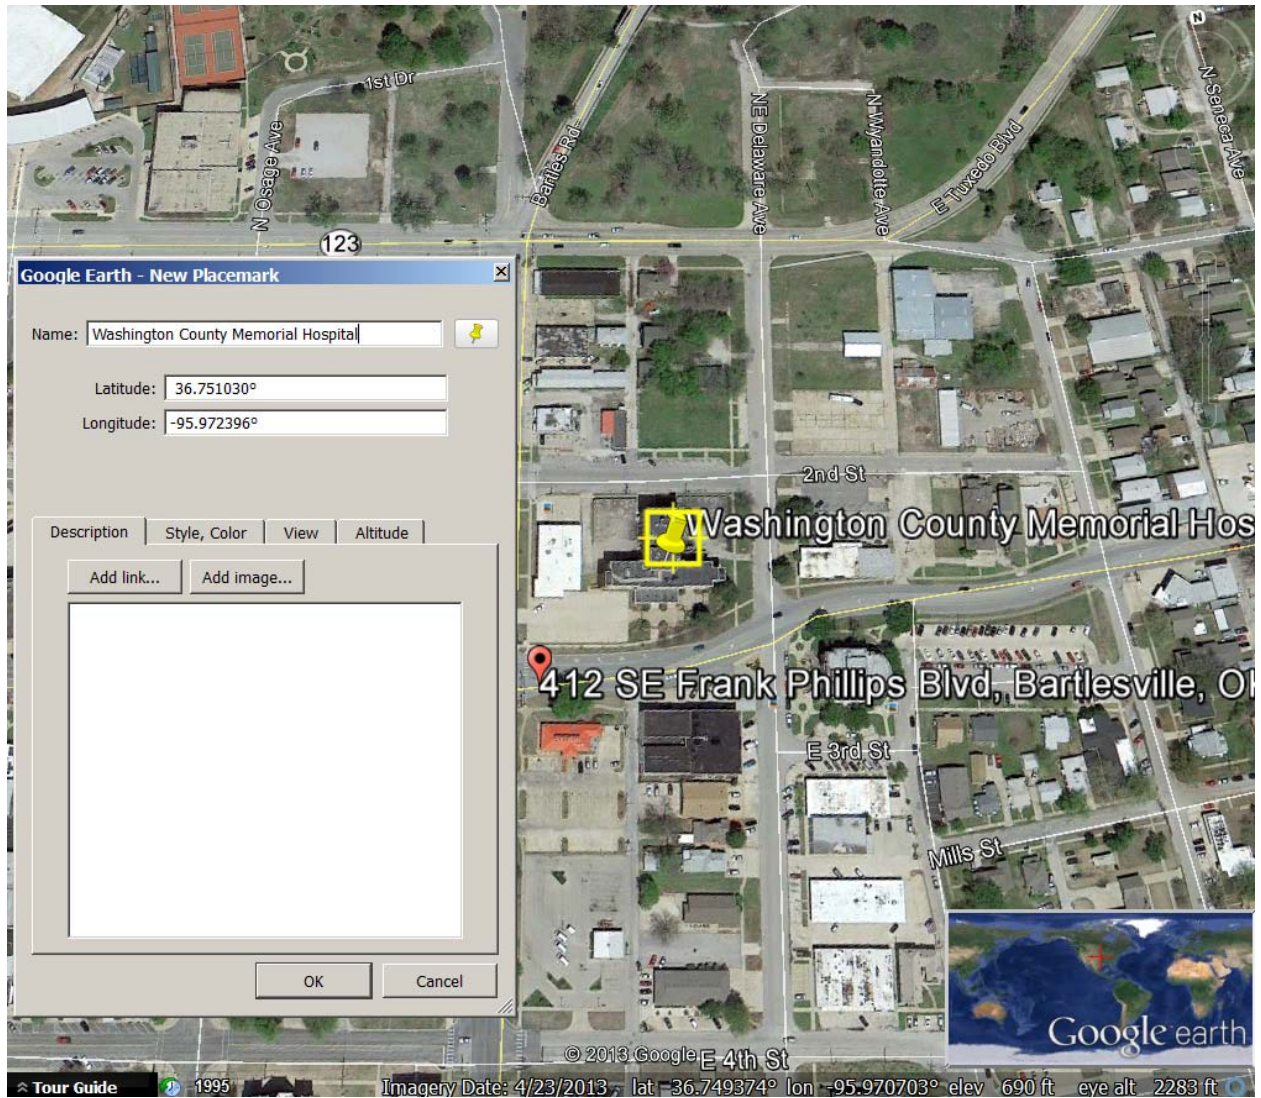 N
1st Dr
N Osage Ave
Bartles Rd
NE Delaware Ave
N Wyandotte Ave
E Tuxedo Blvd
N Seneca Ave
123
Google Earth - New Placemark
Name: Washington County Memorial Hospital
Latitude: 36.751030º
Longitude: -95.972396º
Description Style, Color View Altitude
Add link... Add image...
OK Cancel
2nd St
Washington County Memorial Hos
412 SE Frank Phillips Blvd, Bartlesville, O
E 3rd St
Mills St
E 4th St
© 2013 Google
Google earth
Tour Guide
1995
Imagery Date: 4/23/2013 lat 36.749374° lon -95.970703° elev 690 ft eye alt 2283 ft